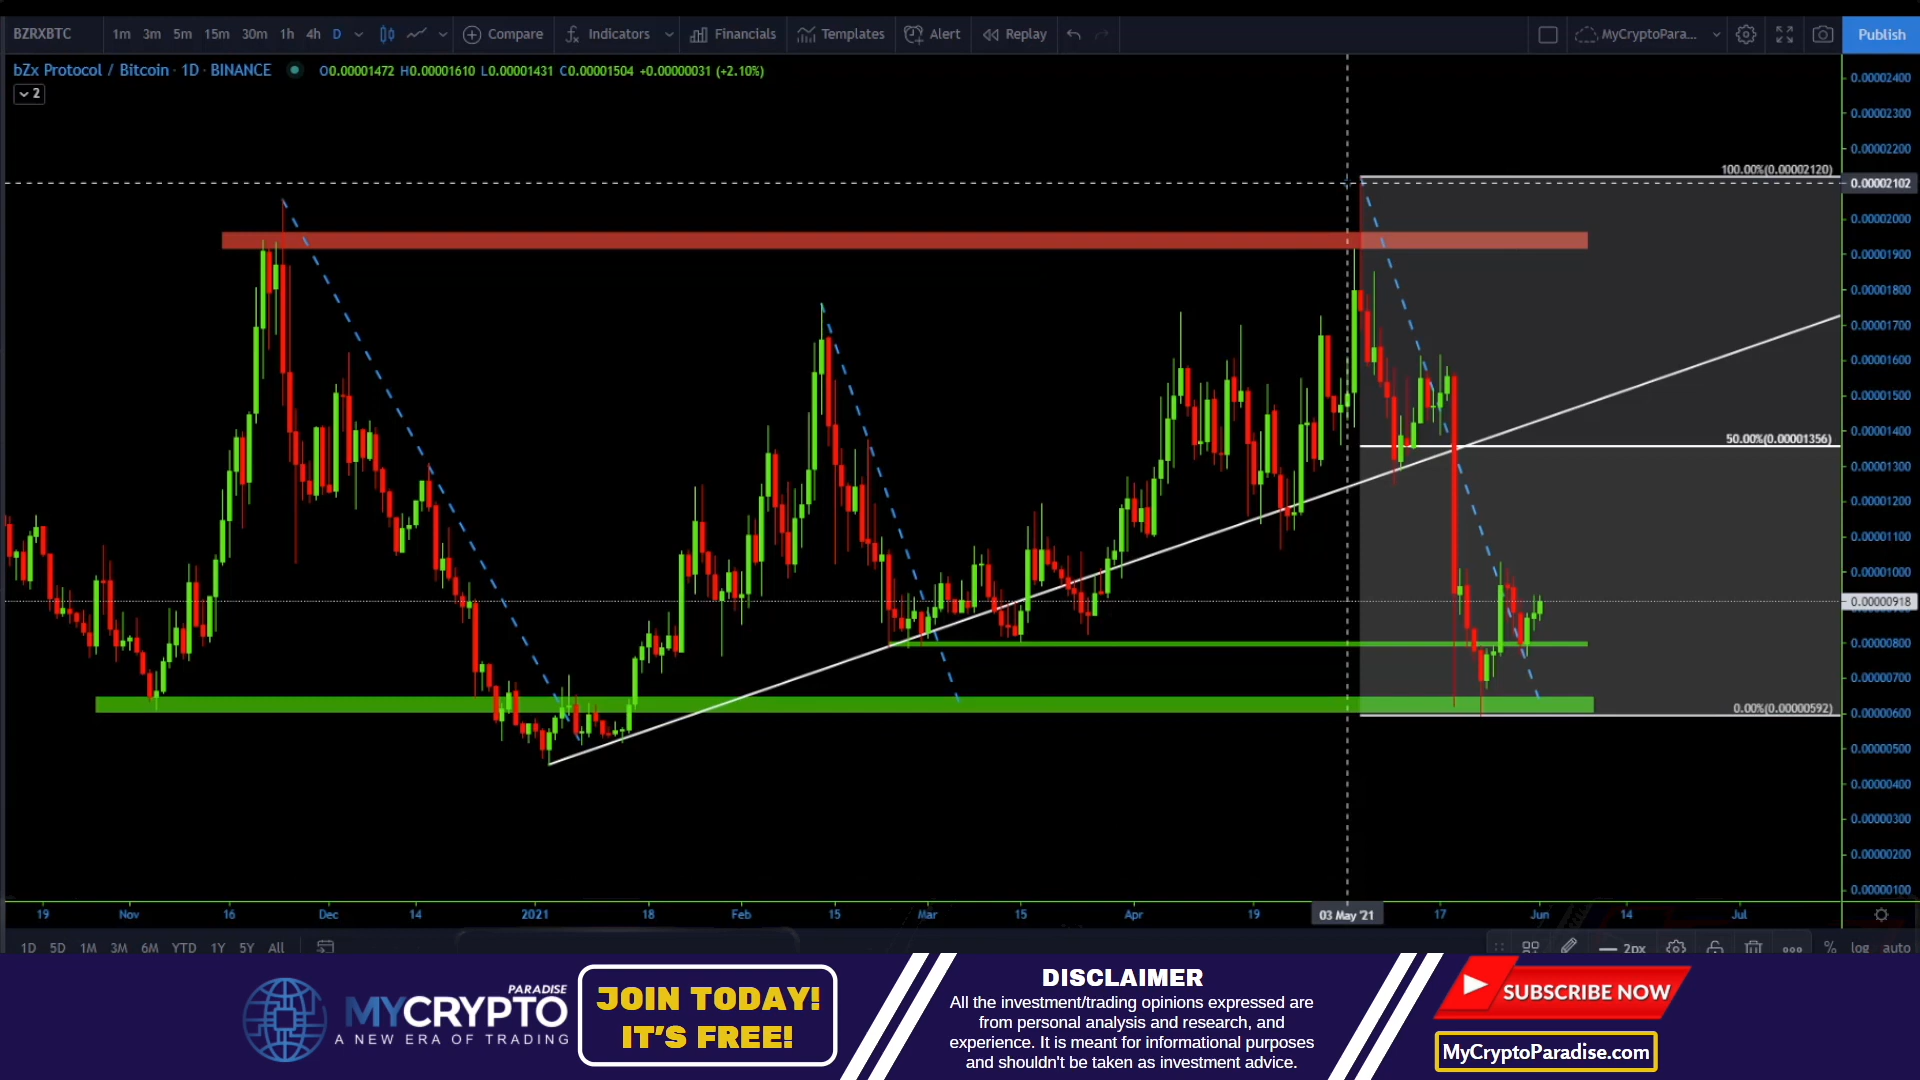 BZRXBTC 1m 3m 5m 15m 30m 1h 4h D Compare Indicators Financials Templates Alert Replay MyCryptoPara... Publish
bZx Protocol / Bitcoin · 1D · BINANCE O0.00001472 H0.00001610 L0.00001431 C0.00001504 +0.00000031 (+2.10%)
2
0.00002400
0.00002300
0.00002200
100.00%(0.00002120)
0.00002102
0.00002000
0.00001900
0.00001800
0.00001700
0.00001600
0.00001500
0.00001400
50.00%(0.00001356)
0.00001300
0.00001200
0.00001100
0.00001000
0.00000918
0.00000800
0.00000700
0.00%(0.00000592)
0.00000600
0.00000500
0.00000400
0.00000300
0.00000200
0.00000100
19 Nov 16 Dec 14 2021 18 Feb 15 Mar 15 Apr 19 03 May '21 17 Jun 14 Jul
1D 5D 1M 3M 6M YTD 1Y 5Y All 2px % log auto
PARADISE
MYCRYPTO
A NEW ERA OF TRADING
JOIN TODAY!
IT'S FREE!
DISCLAIMER
All the investment/trading opinions expressed are
from personal analysis and research, and
experience. It is meant for informational purposes
and shouldn't be taken as investment advice.
SUBSCRIBE NOW
MyCryptoParadise.com